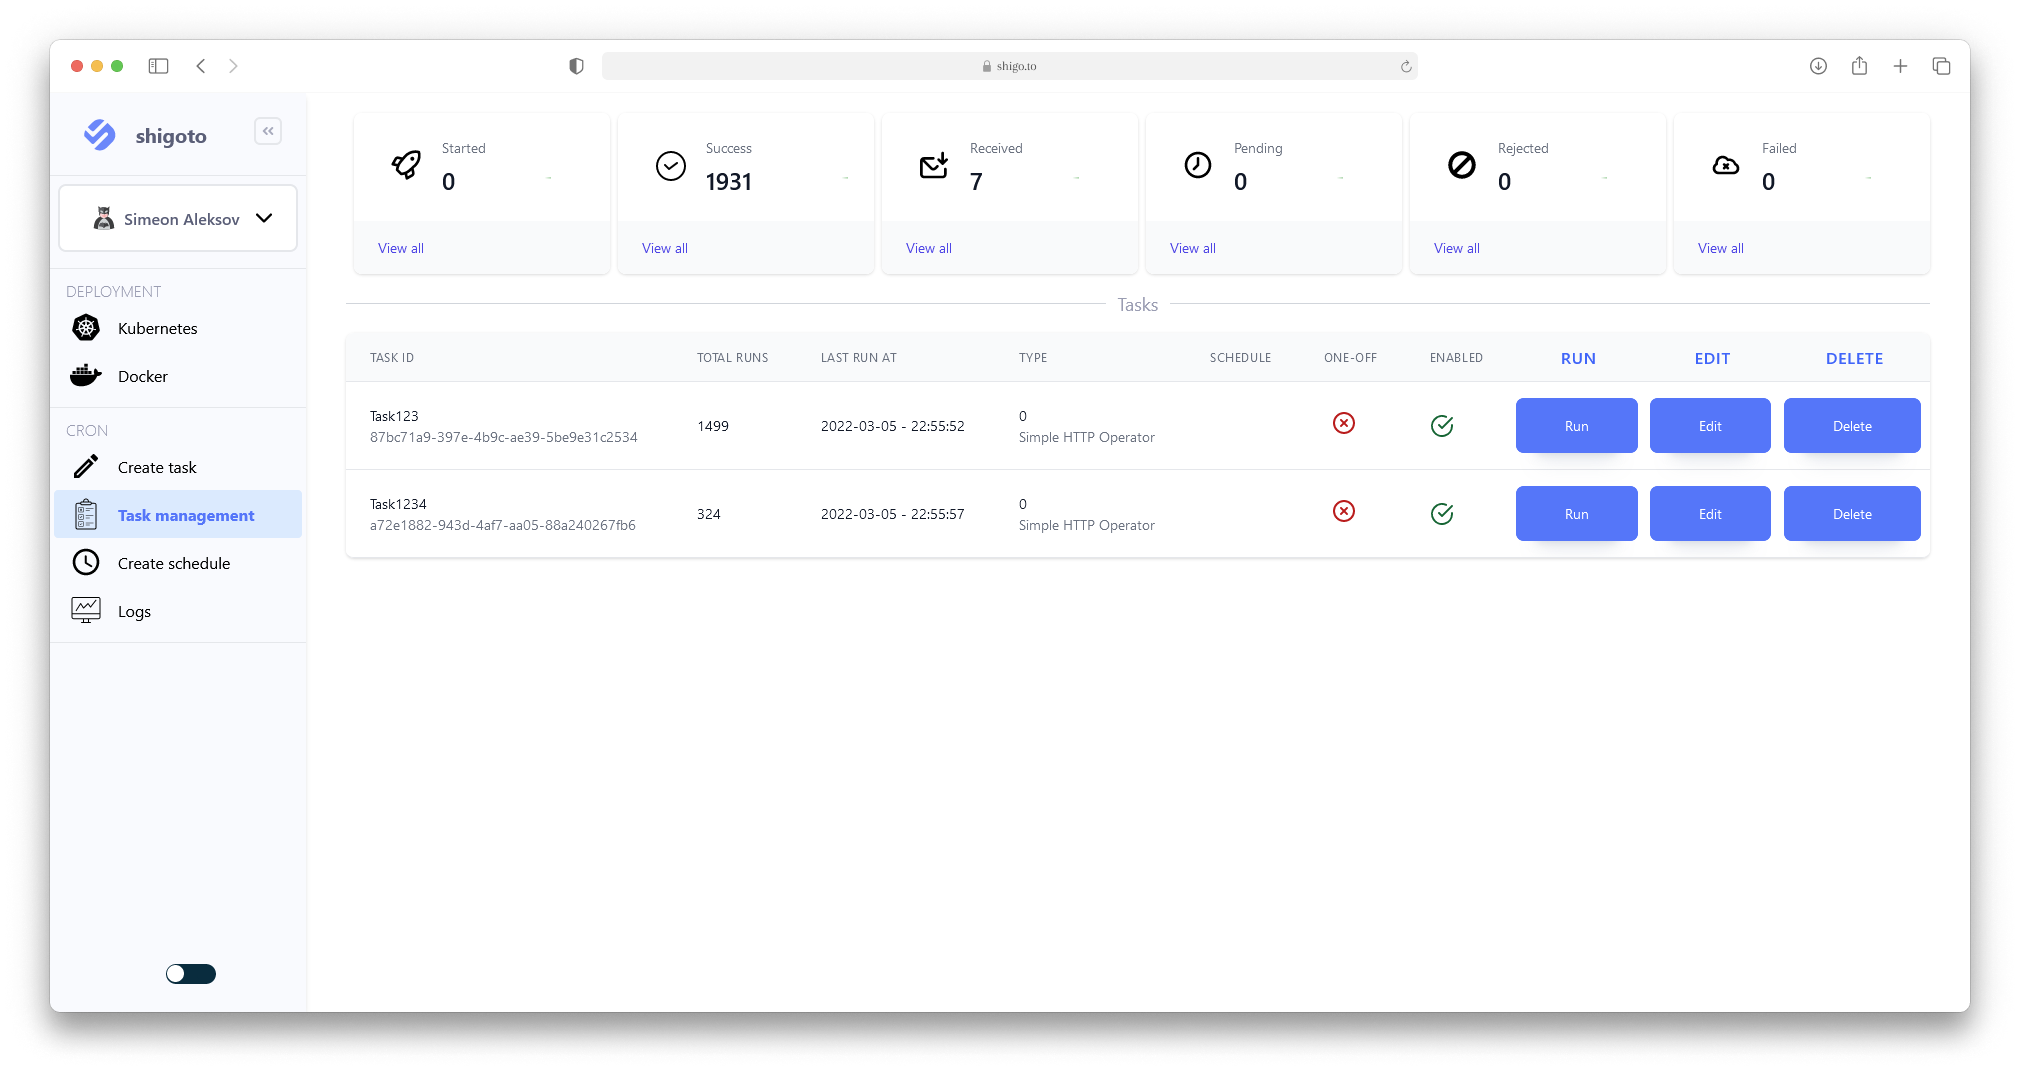 shigo.to
shigoto
Simeon Aleksov
DEPLOYMENT
Kubernetes
Docker
CRON
Create task
Task management
Create schedule
Logs
Started
0
View all
Success
1931
View all
Received
7
View all
Pending
0
View all
Rejected
0
View all
Failed
0
View all
Tasks
TASK ID TOTAL RUNS LAST RUN AT TYPE SCHEDULE ONE-OFF ENABLED RUN EDIT DELETE
Task123 0
1499 2022-03-05 - 22:55:52 Run Edit Delete
87bc71a9-397e-4b9c-ae39-5be9e31c2534 Simple HTTP Operator
Task1234 0
324 2022-03-05 - 22:55:57 Run Edit Delete
a72e1882-943d-4af7-aa05-88a240267fb6 Simple HTTP Operator